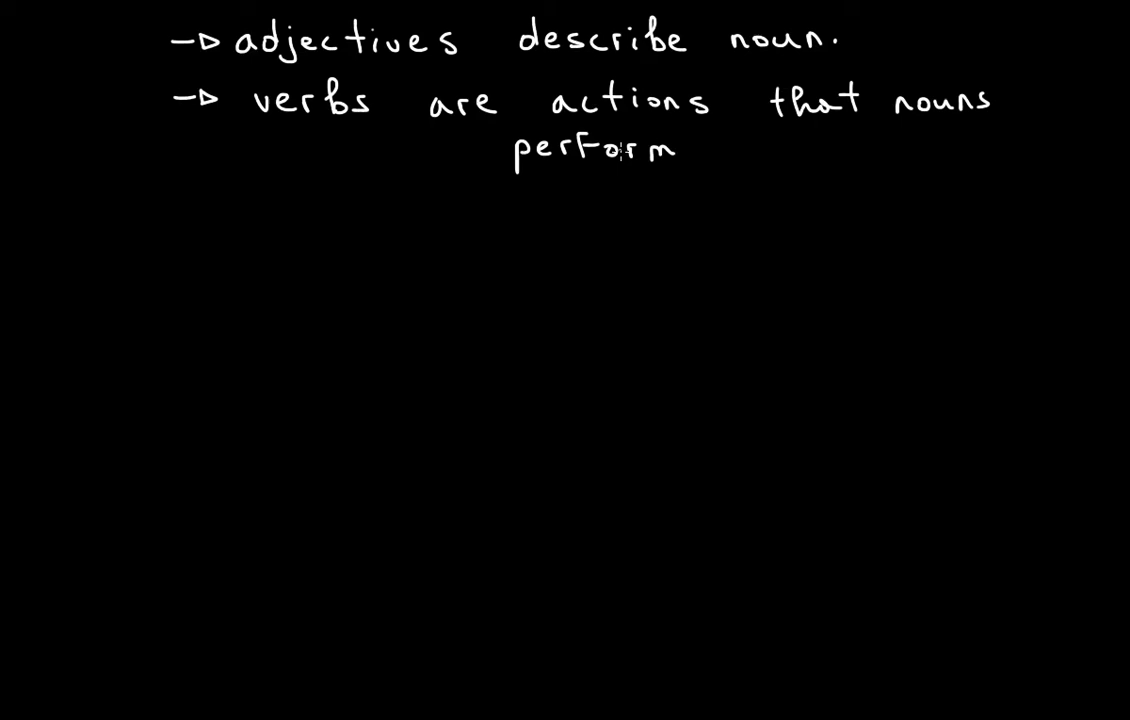 → adjectives describe noun.
→ verbs are actions that nouns
perform